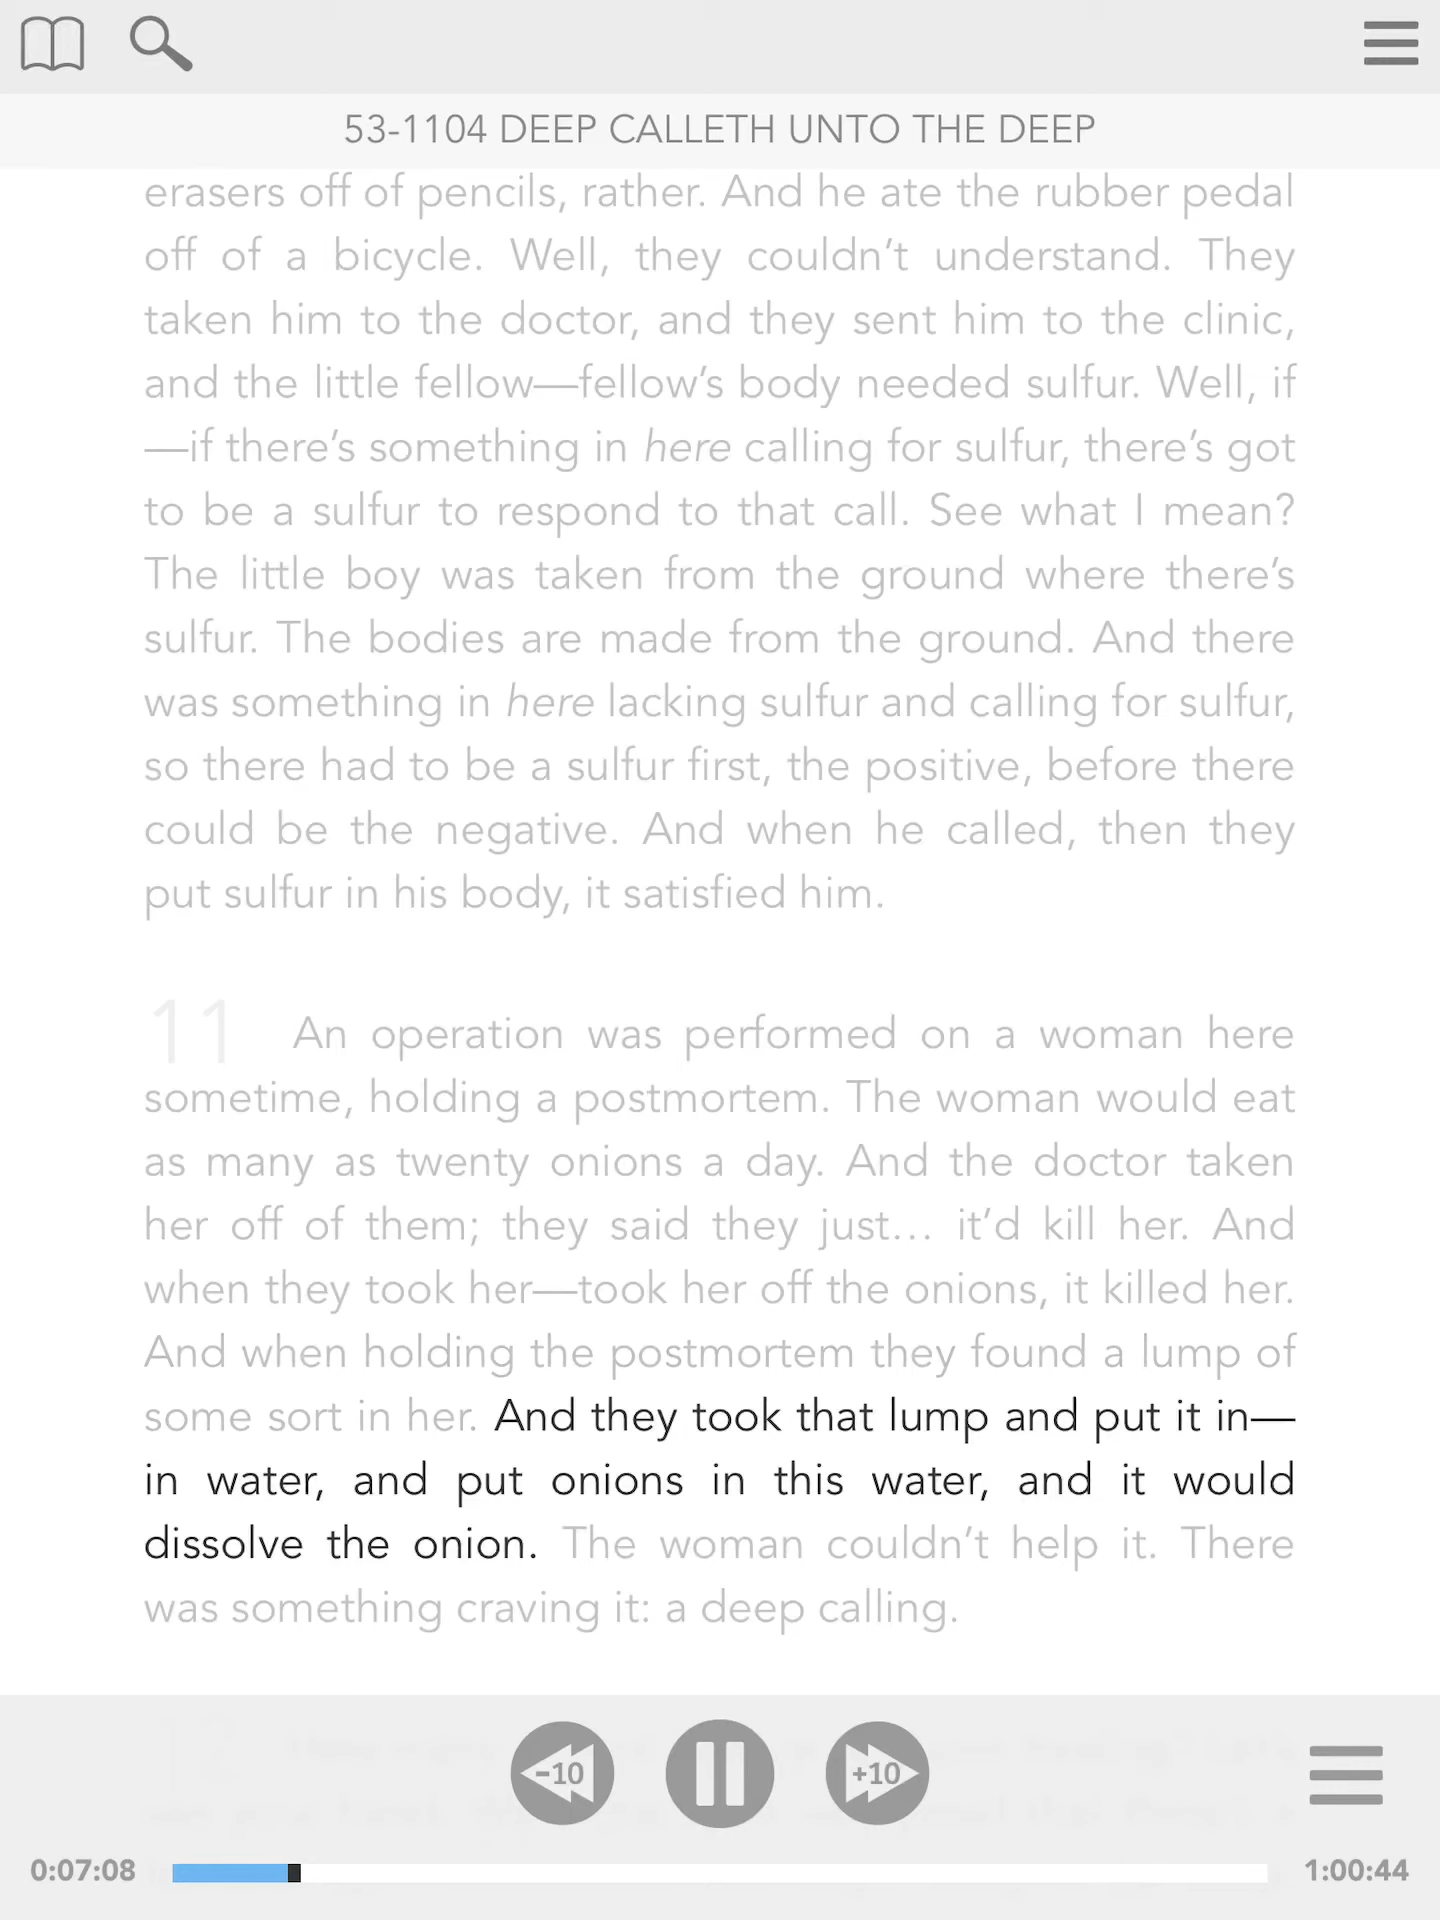 53-1104 DEEP CALLETH UNTO THE DEEP
erasers off of pencils, rather. And he ate the rubber pedal
off of a bicycle. Well, they couldn’t understand. They
taken him to the doctor, and they sent him to the clinic,
and the little fellow—fellow’s body needed sulfur. Well, if
—if there’s something in here calling for sulfur, there’s got
to be a sulfur to respond to that call. See what I mean?
The little boy was taken from the ground where there’s
sulfur. The bodies are made from the ground. And there
was something in here lacking sulfur and calling for sulfur,
so there had to be a sulfur first, the positive, before there
could be the negative. And when he called, then they
put sulfur in his body, it satisfied him.
11 An operation was performed on a woman here
sometime, holding a postmortem. The woman would eat
as many as twenty onions a day. And the doctor taken
her off of them; they said they just… it’d kill her. And
when they took her—took her off the onions, it killed her.
And when holding the postmortem they found a lump of
some sort in her. And they took that lump and put it in—
in water, and put onions in this water, and it would
dissolve the onion. The woman couldn’t help it. There
was something craving it: a deep calling.
-10 +10
0:07:08 1:00:44